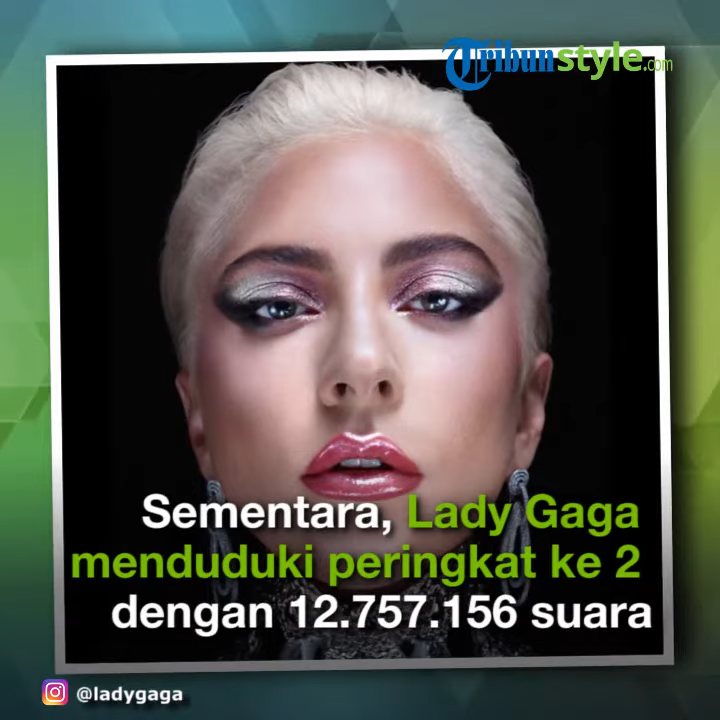 Tribunstyle.com
Sementara, Lady Gaga
menduduki peringkat ke 2
dengan 12.757.156 suara
@ladygaga